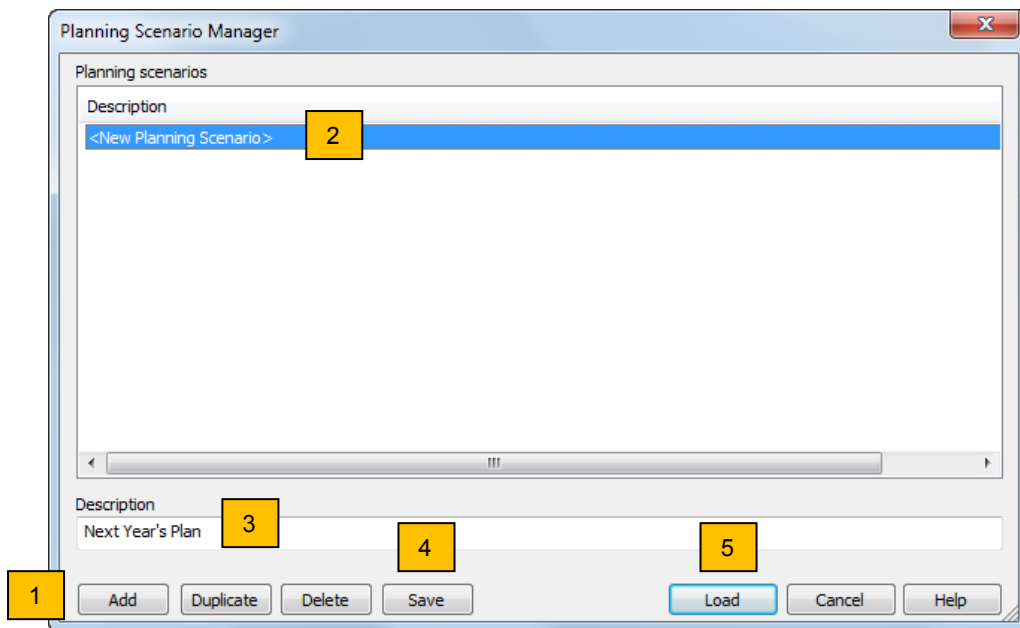 Planning Scenario Manager
Planning scenarios
Description
<New Planning Scenario>
2
Description
Next Year's Plan
3
4
5
1
Add Duplicate Delete Save Load Cancel Help